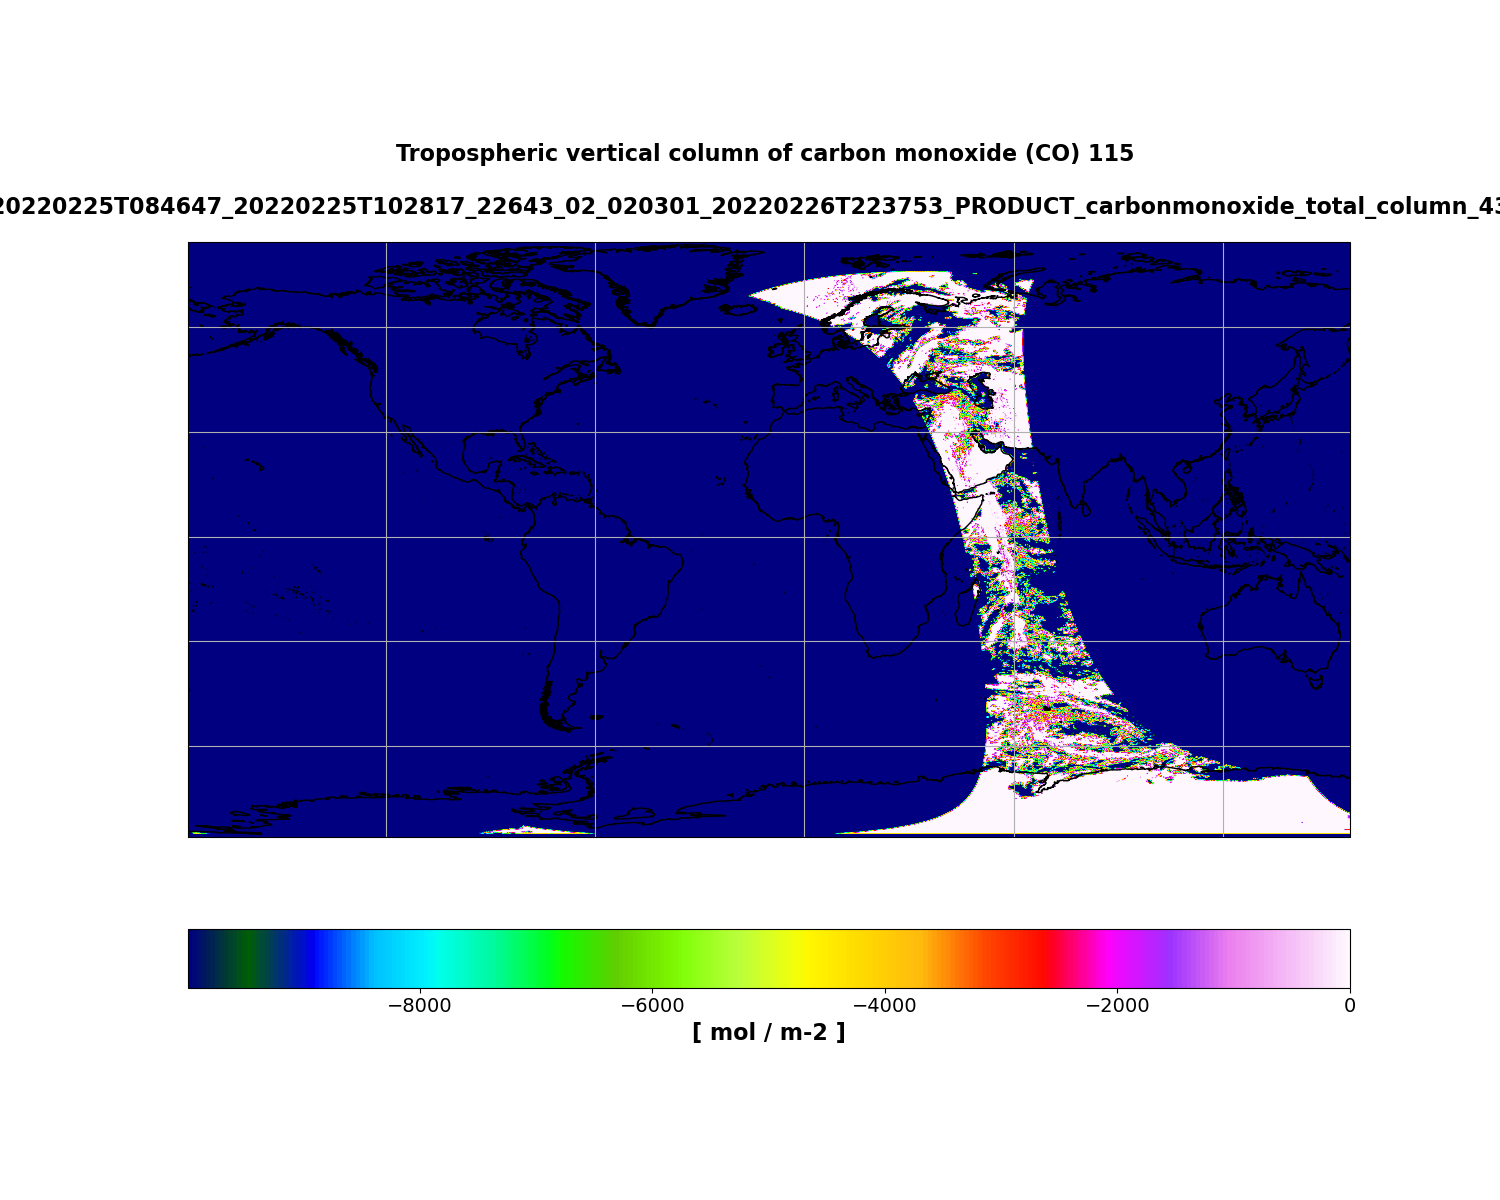 Tropospheric vertical column of carbon monoxide (CO) 115
20220225T084647_20220225T102817_22643_02_020301_20220226T223753_PRODUCT_carbonmonoxide_total_column_43
−8000 −6000 −4000 −2000 0
[ mol / m-2 ]